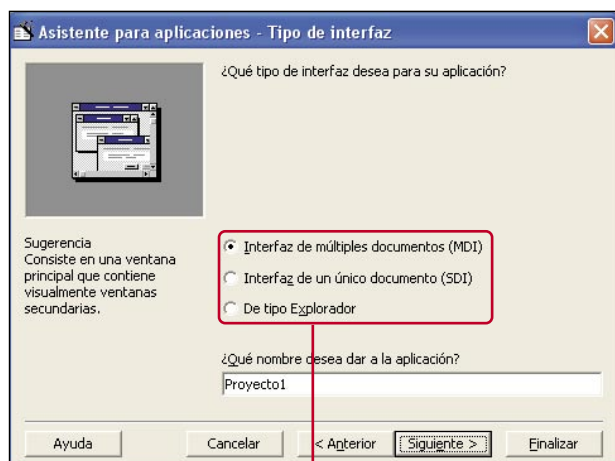 Asistente para aplicaciones - Tipo de interfaz
¿Qué tipo de interfaz desea para su aplicación?
Sugerencia
Consiste en una ventana
principal que contiene
visualmente ventanas
secundarias.
Interfaz de múltiples documentos (MDI)
Interfaz de un único documento (SDI)
De tipo Explorador
¿Qué nombre desea dar a la aplicación?
Proyecto1
Ayuda
Cancelar
< Anterior
Siguiente >
Finalizar